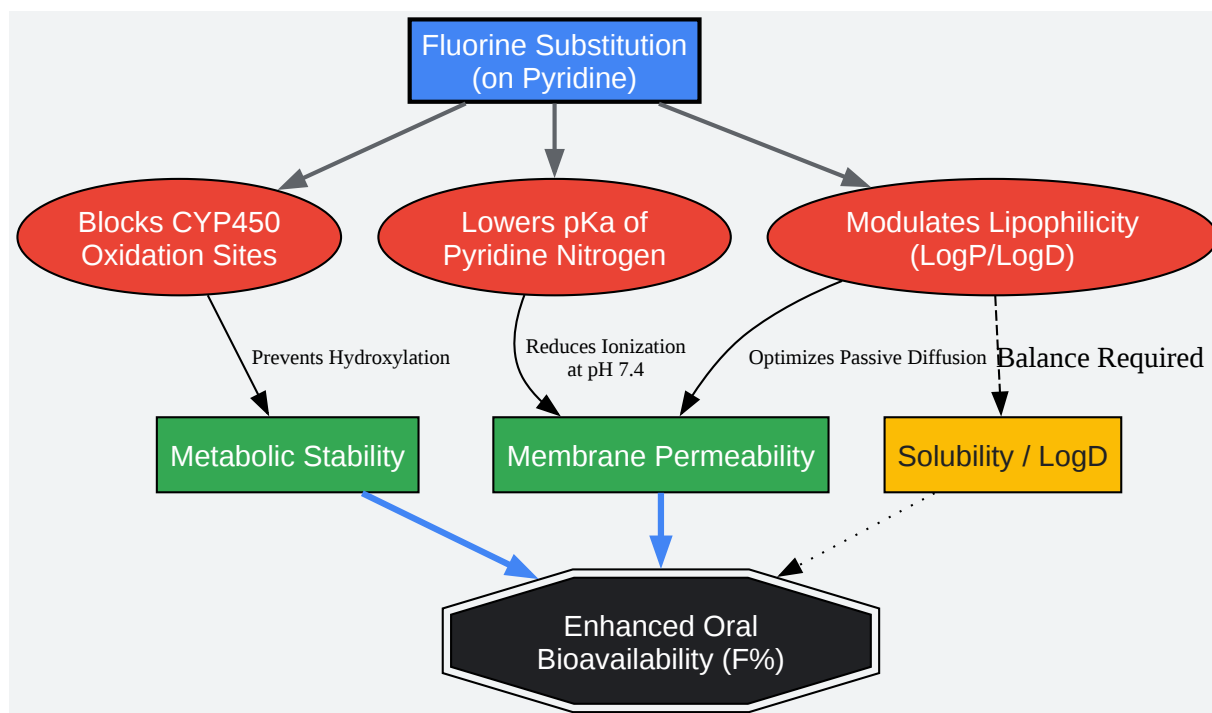 Fluorine Substitution
(on Pyridine)
Blocks CYP450
Oxidation Sites
Lowers pKa of
Pyridine Nitrogen
Modulates Lipophilicity
(LogP/LogD)
Prevents Hydroxylation
Reduces Ionization
at pH 7.4
Optimizes Passive Diffusion
Balance Required
Metabolic Stability
Membrane Permeability
Solubility / LogD
Enhanced Oral
Bioavailability (F%)